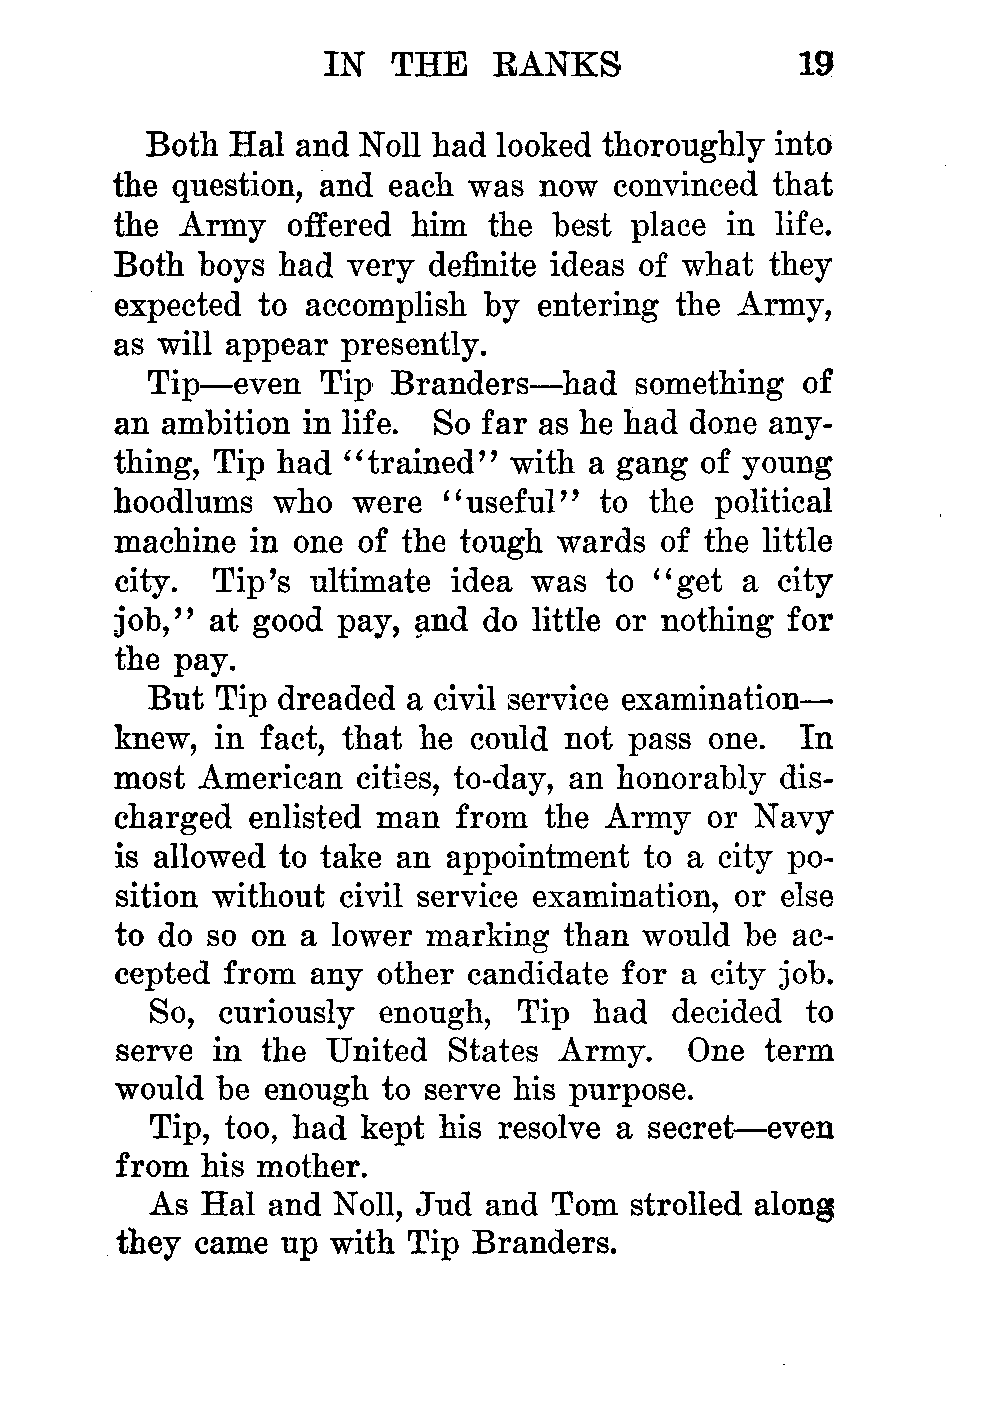 IN THE RANKS 19
Both Hal and Noll had looked thoroughly into
the question, and each was now convinced that
the Army offered him the best place in life.
Both boys had very definite ideas of what they
expected to accomplish by entering the Army,
as will appear presently.
Tip—even Tip Branders—had something of
an ambition in life. So far as he had done any-
thing, Tip had “trained” with a gang of young
hoodlums who were “useful” to the political
machine in one of the tough wards of the little
city. Tip’s ultimate idea was to “get a city
job,” at good pay, and do little or nothing for
the pay.
But Tip dreaded a civil service examination—
knew, in fact, that he could not pass one. In
most American cities, to-day, an honorably dis-
charged enlisted man from the Army or Navy
is allowed to take an appointment to a city po-
sition without civil service examination, or else
to do so on a lower marking than would be ac-
cepted from any other candidate for a city job.
So, curiously enough, Tip had decided to
serve in the United States Army. One term
would be enough to serve his purpose.
Tip, too, had kept his resolve a secret—even
from his mother.
As Hal and Noll, Jud and Tom strolled along
they came up with Tip Branders.